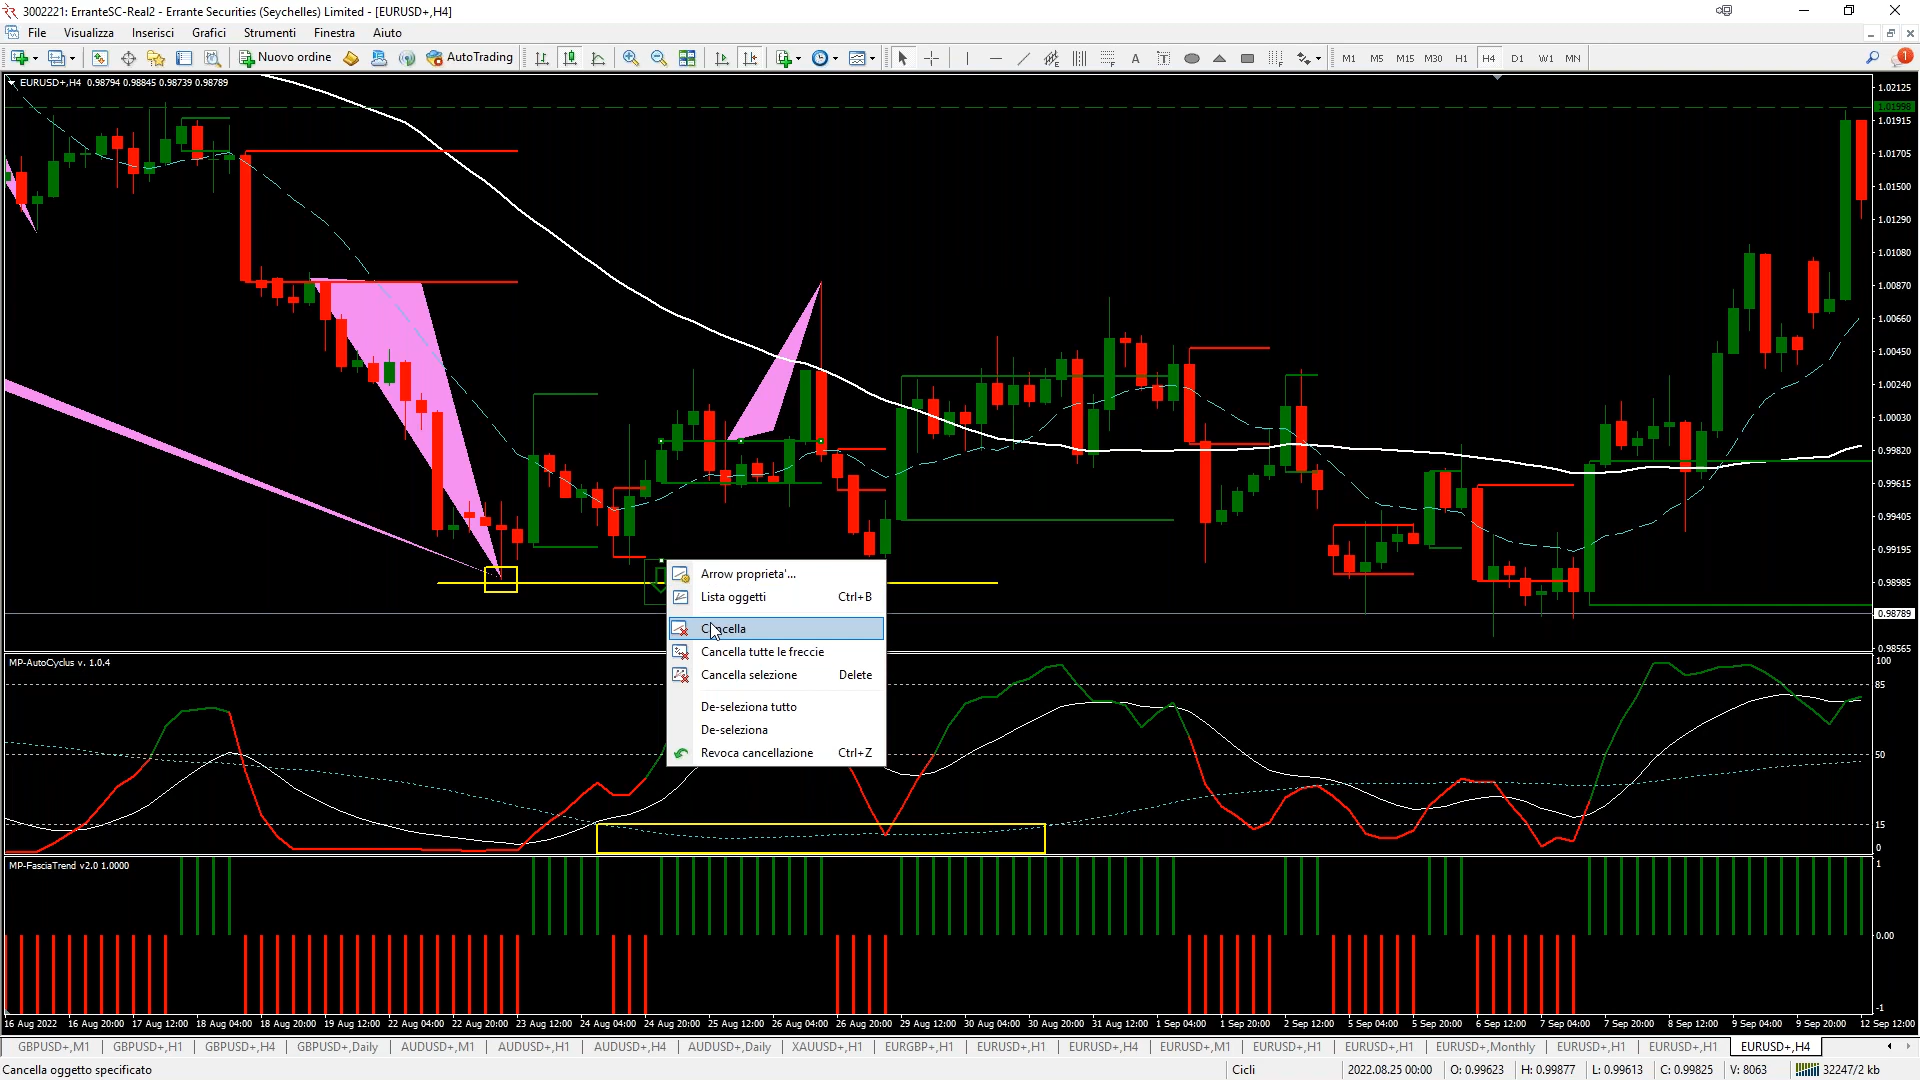 3002221: ErranteSC-Real2 - Errante Securities (Seychelles) Limited - [EURUSD+,H4]
File Visualizza Inserisci Grafici Strumenti Finestra Aiuto
Nuovo ordine AutoTrading A T M1 M5 M15 M30 H1 H4 D1 W1 MN 1
EURUSD+,H4 0.98794 0.98845 0.98739 0.98789
1.02125
1.01998
1.01915
1.01705
1.01500
1.01290
1.01080
1.00870
1.00660
1.00450
1.00240
1.00030
0.99820
0.99615
0.99405
0.99195
0.98985
0.98789
0.98565
Arrow proprieta'...
Lista oggetti Ctrl+B
Cancella
Cancella tutte le freccie
Cancella selezione Delete
De-seleziona tutto
De-seleziona
Revoca cancellazione Ctrl+Z
MP-AutoCyclus v. 1.0.4
100
85
50
15
0
MP-FasciaTrend v2.0 1.0000
1
0.00
-1
16 Aug 2022 16 Aug 20:00 17 Aug 12:00 18 Aug 04:00 18 Aug 20:00 19 Aug 12:00 22 Aug 04:00 22 Aug 20:00 23 Aug 12:00 24 Aug 04:00 24 Aug 20:00 25 Aug 12:00 26 Aug 04:00 26 Aug 20:00 29 Aug 12:00 30 Aug 04:00 30 Aug 20:00 31 Aug 12:00 1 Sep 04:00 1 Sep 20:00 2 Sep 12:00 5 Sep 04:00 5 Sep 20:00 6 Sep 12:00 7 Sep 04:00 7 Sep 20:00 8 Sep 12:00 9 Sep 04:00 9 Sep 20:00 12 Sep 12:00
GBPUSD+,M1 GBPUSD+,H1 GBPUSD+,H4 GBPUSD+,Daily AUDUSD+,M1 AUDUSD+,H1 AUDUSD+,H4 AUDUSD+,Daily XAUUSD+,H1 EURGBP+,H1 EURUSD+,H1 EURUSD+,H4 EURUSD+,M1 EURUSD+,H1 EURUSD+,H1 EURUSD+,Monthly EURUSD+,H1 EURUSD+,H1 EURUSD+,H4
Cancella oggetto specificato Cicli 2022.08.25 00:00 O: 0.99623 H: 0.99877 L: 0.99613 C: 0.99825 V: 8063 32247/2 kb